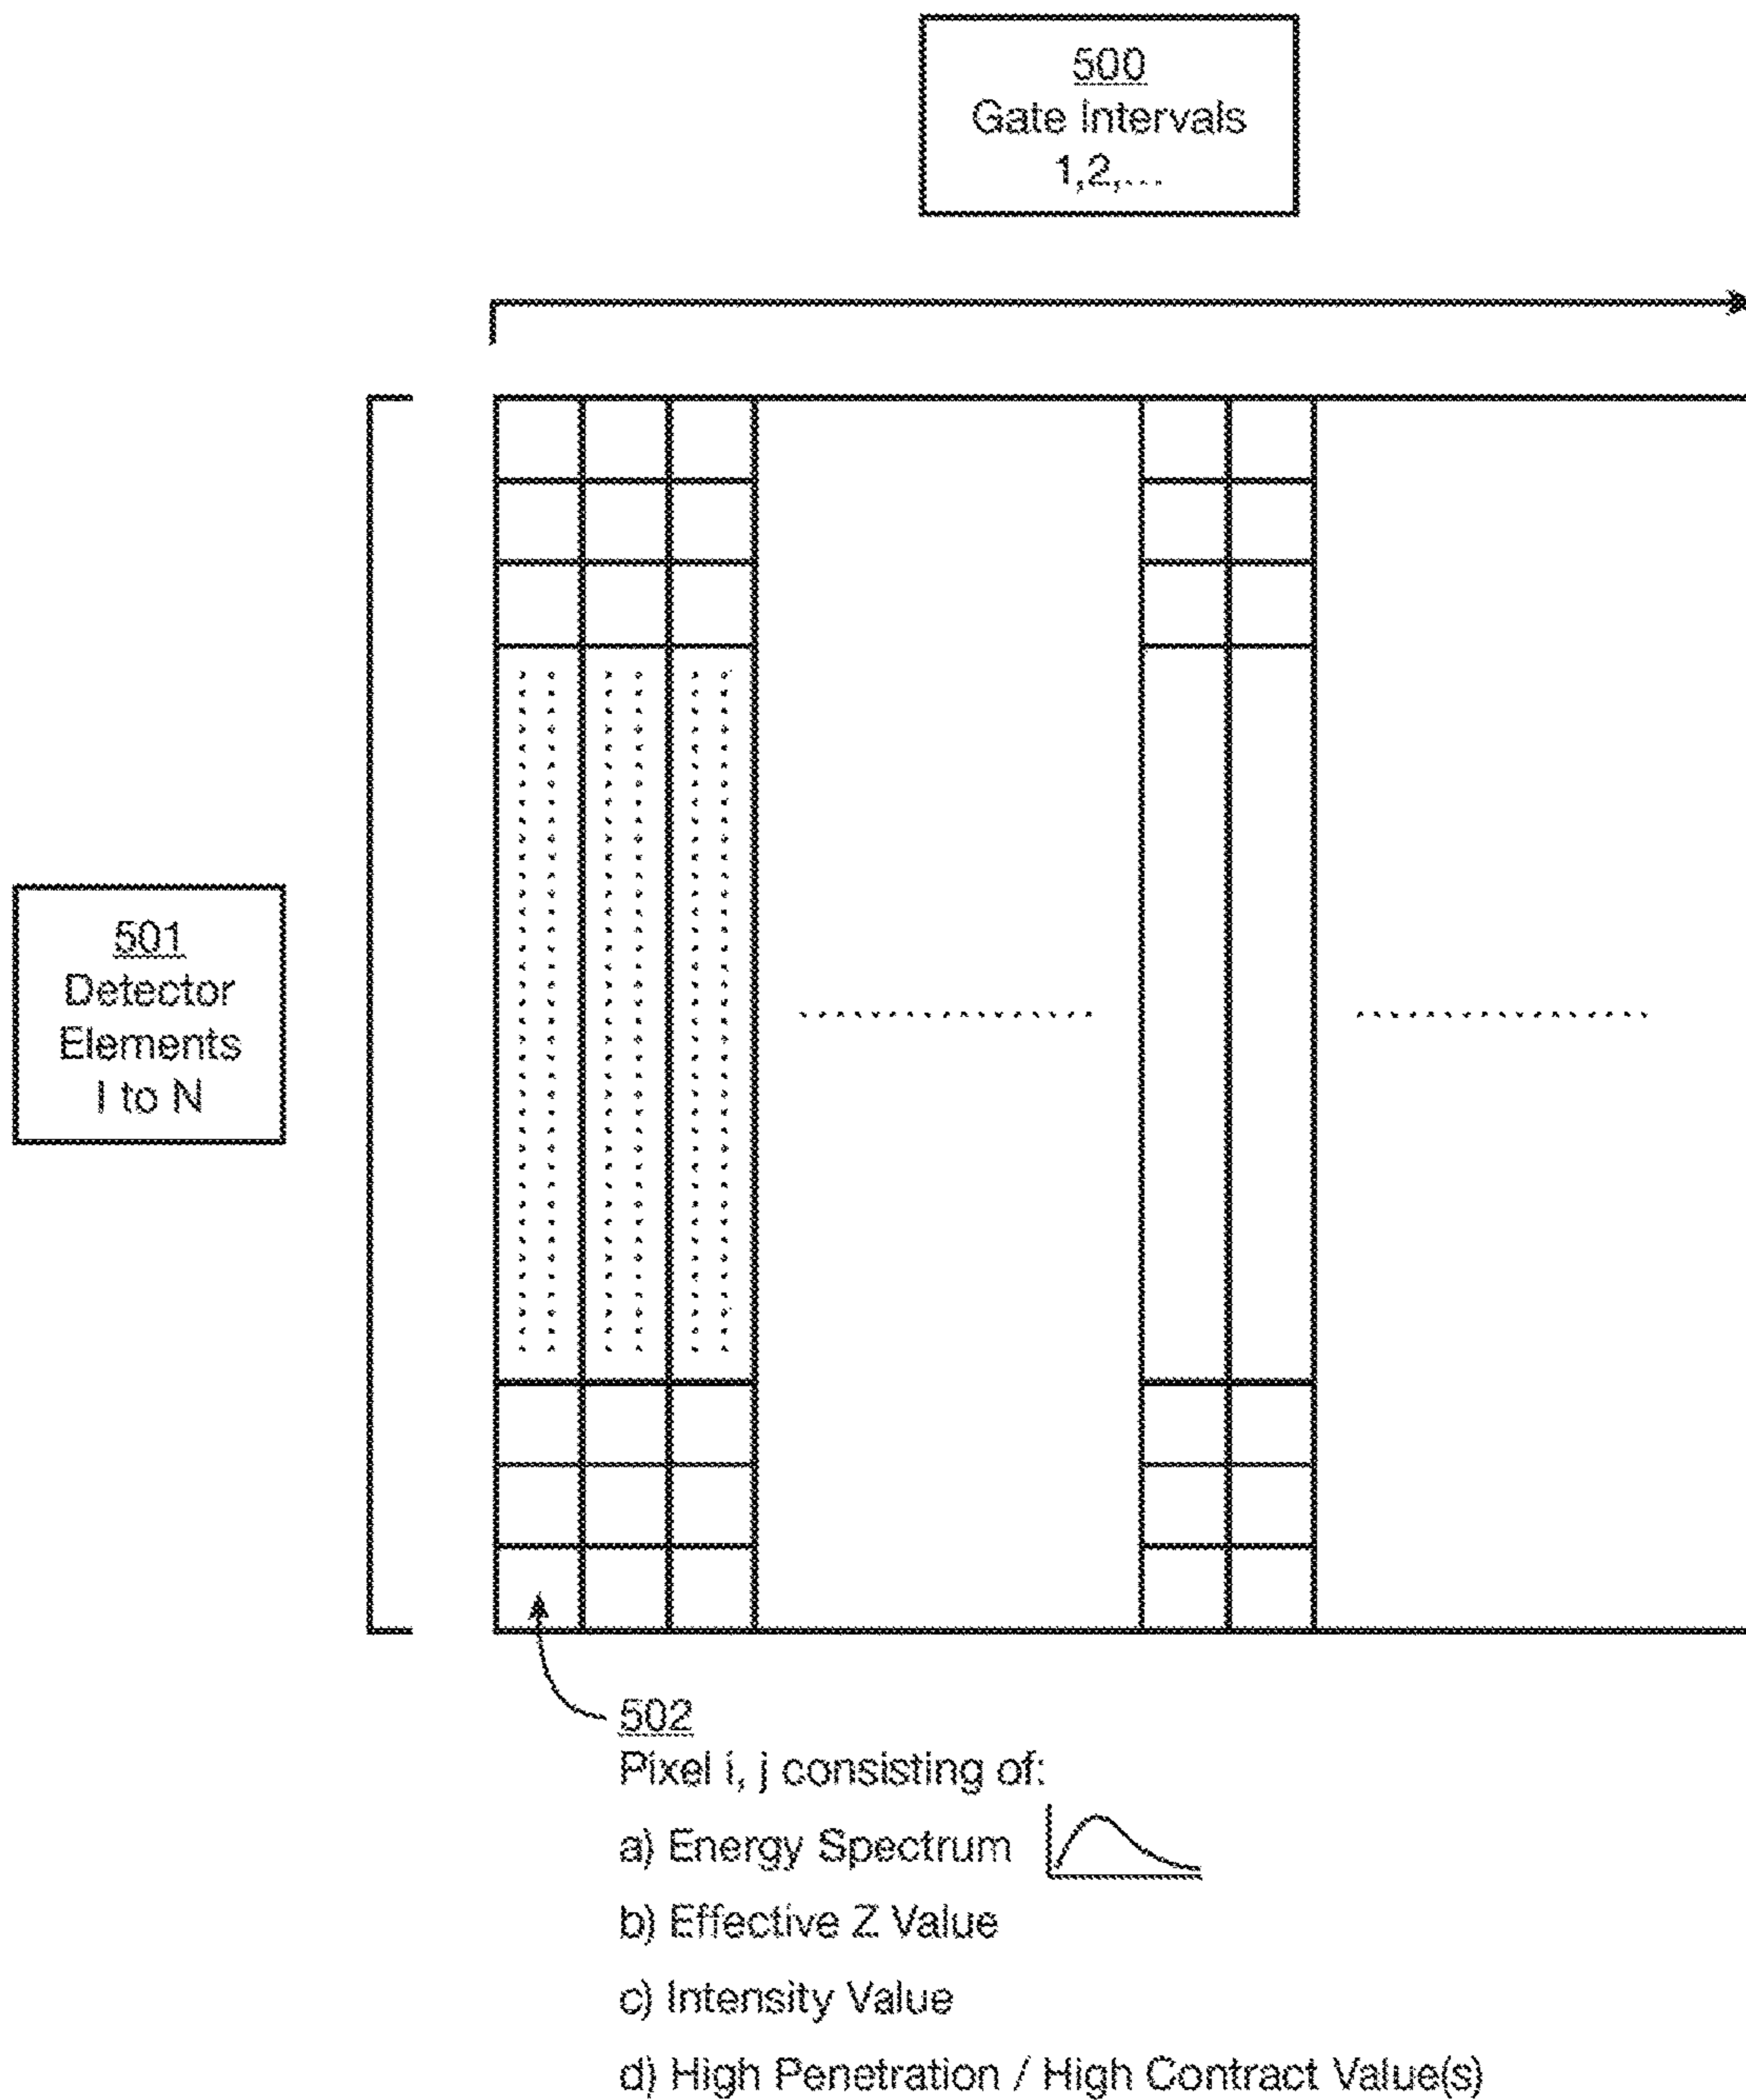 500
Gate Intervals
1,2,...
501
Detector
Elements
I to N
502
Pixel i, j consisting of:
a) Energy Spectrum
b) Effective Z Value
c) Intensity Value
d) High Penetration / High Contract Value(s)